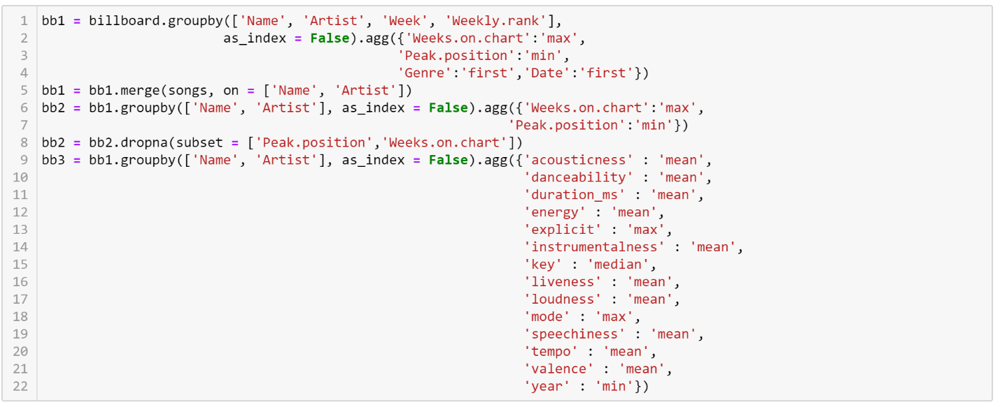 1 bb1 = billboard.groupby(['Name', 'Artist', 'Week', 'Weekly.rank'],
2 as_index = False).agg({'Weeks.on.chart':'max',
3 'Peak.position':'min',
4 'Genre':'first','Date':'first'})
5 bb1 = bb1.merge(songs, on = ['Name', 'Artist'])
6 bb2 = bb1.groupby(['Name', 'Artist'], as_index = False).agg({'Weeks.on.chart':'max',
7 'Peak.position':'min'})
8 bb2 = bb2.dropna(subset = ['Peak.position','Weeks.on.chart'])
9 bb3 = bb1.groupby(['Name', 'Artist'], as_index = False).agg({'acousticness' : 'mean',
10 'danceability' : 'mean',
11 'duration_ms' : 'mean',
12 'energy' : 'mean',
13 'explicit' : 'max',
14 'instrumentalness' : 'mean',
15 'key' : 'median',
16 'liveness' : 'mean',
17 'loudness' : 'mean',
18 'mode' : 'max',
19 'speechiness' : 'mean',
20 'tempo' : 'mean',
21 'valence' : 'mean',
22 'year' : 'min'})